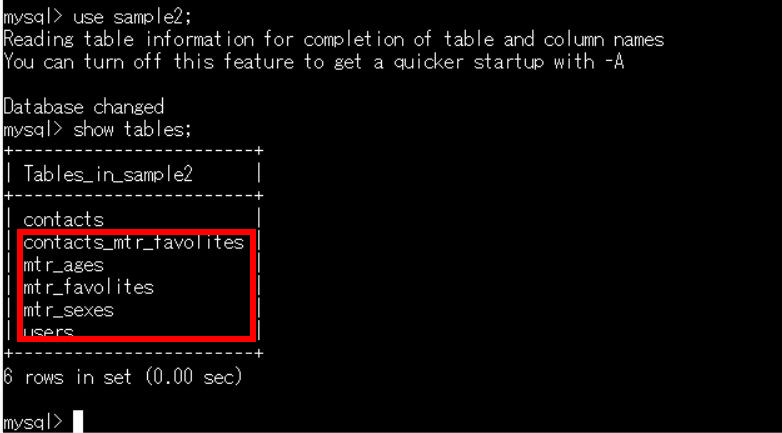 mysql> use sample2;
Reading table information for completion of table and column names
You can turn off this feature to get a quicker startup with -A
Database changed
mysql> show tables;
+------------------------+
| Tables_in_sample2      |
+------------------------+
| contacts               |
| contacts_mtr_favolites |
| mtr_ages               |
| mtr_favolites          |
| mtr_sexes              |
| users                  |
+------------------------+
6 rows in set (0.00 sec)
mysql>